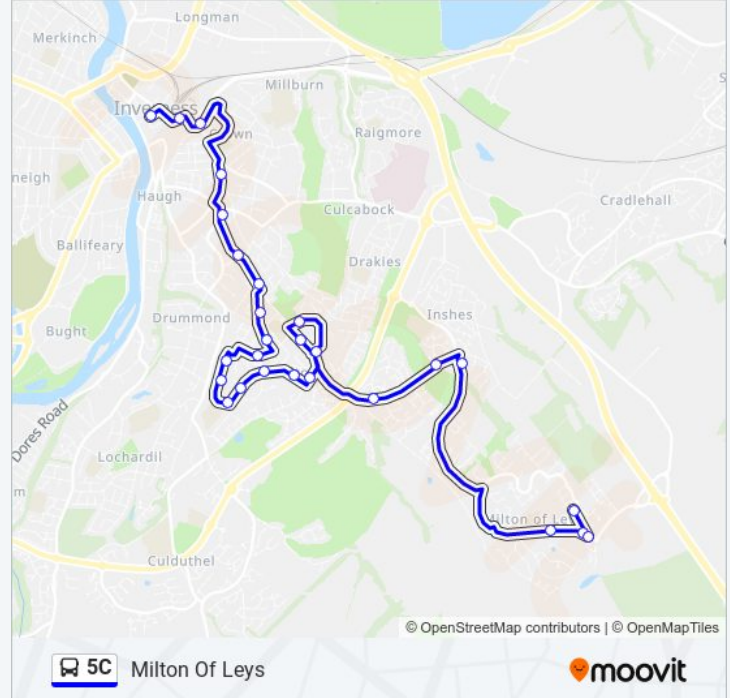 Longman
Merkinch
Millburn
Inverness
Raigmore
neigh
Haugh
Culcabock
Cradlehall
Ballifeary
Drakies
Bught
Drummond
Inshes
Dores Road
Lochardil
Milton of Leys
Culduthel
© OpenStreetMap contributors | © OpenMapTiles
5C Milton Of Leys
moovit